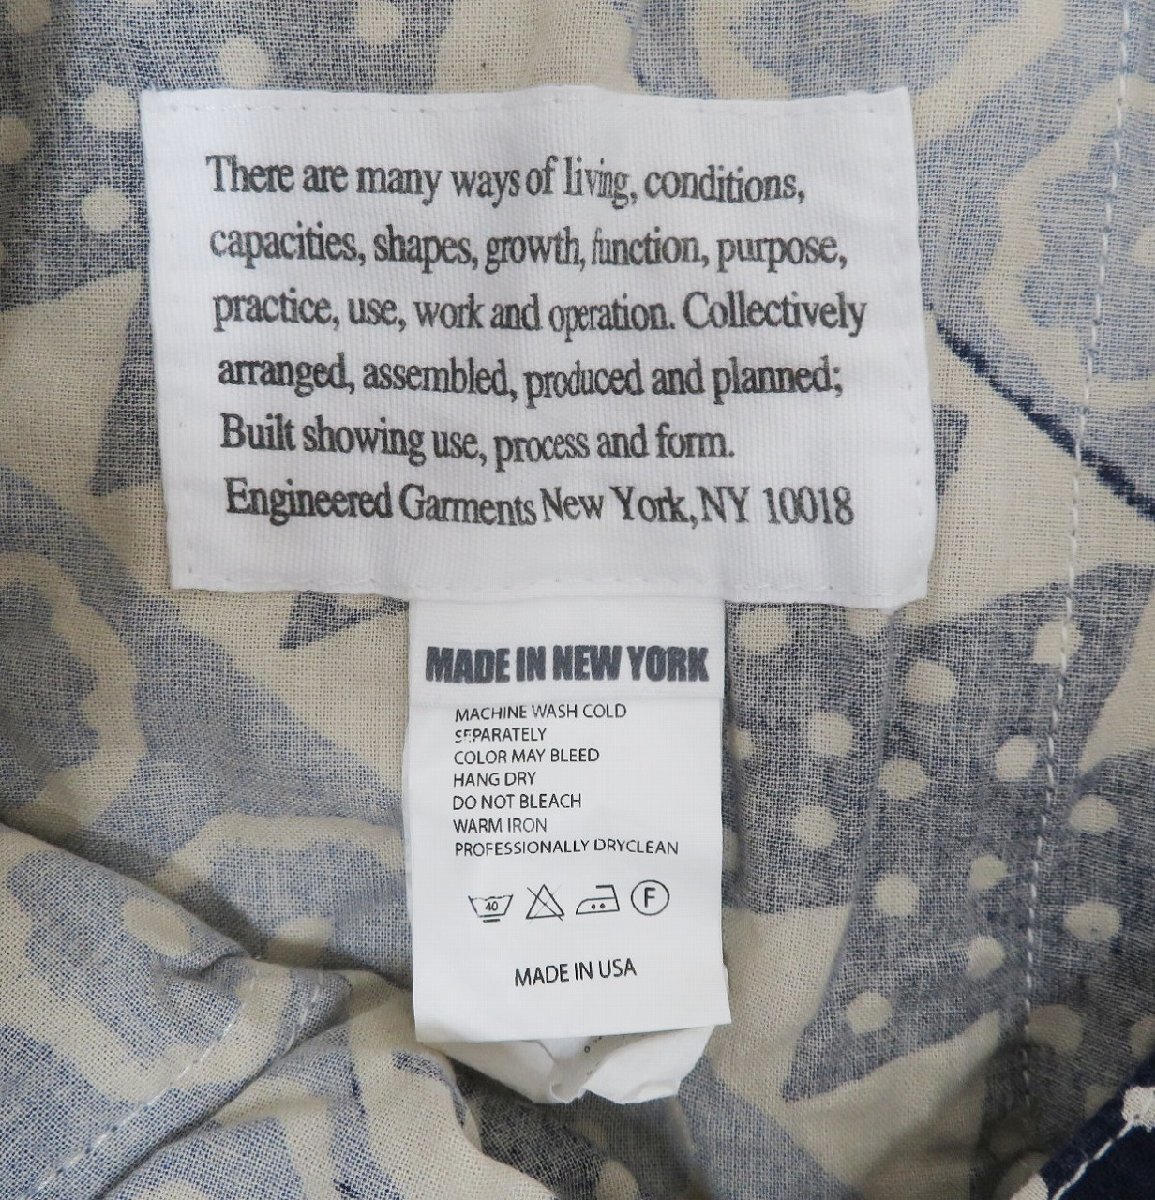 There are many ways of living, conditions,
capacities, shapes, growth, function, purpose,
practice, use, work and operation. Collectively
arranged, assembled, produced and planned;
Built showing use, process and form.
Engineered Garments New York, NY 10018
MADE IN NEW YORK
MACHINE WASH COLD
SEPARATELY
COLOR MAY BLEED
HANG DRY
DO NOT BLEACH
WARM IRON
PROFESSIONALLY DRYCLEAN
40 F
MADE IN USA